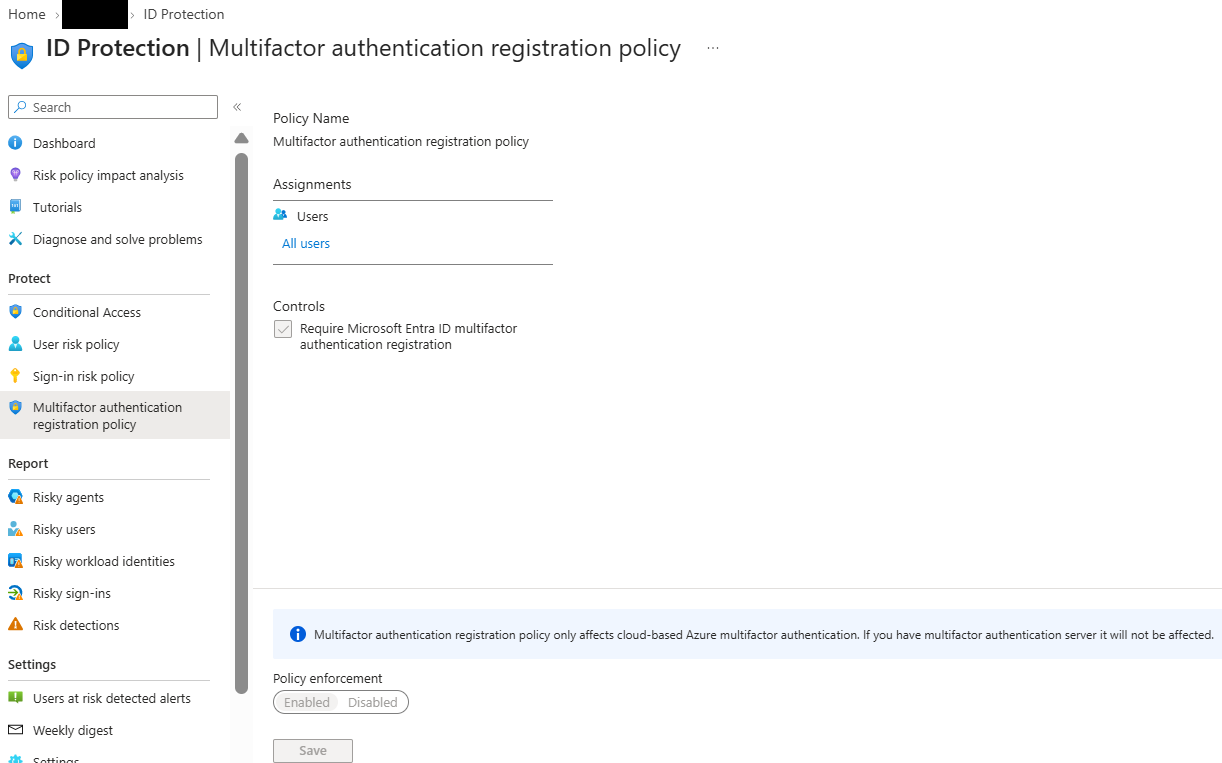 Home › › ID Protection
ID Protection | Multifactor authentication registration policy ...
Search «
Dashboard
Risk policy impact analysis
Tutorials
Diagnose and solve problems
Protect
Conditional Access
User risk policy
Sign-in risk policy
Multifactor authentication
registration policy
Report
Risky agents
Risky users
Risky workload identities
Risky sign-ins
Risk detections
Settings
Users at risk detected alerts
Weekly digest
Settings
Policy Name
Multifactor authentication registration policy
Assignments
Users
All users
Controls
Require Microsoft Entra ID multifactor
authentication registration
Multifactor authentication registration policy only affects cloud-based Azure multifactor authentication. If you have multifactor authentication server it will not be affected.
Policy enforcement
Enabled Disabled
Save